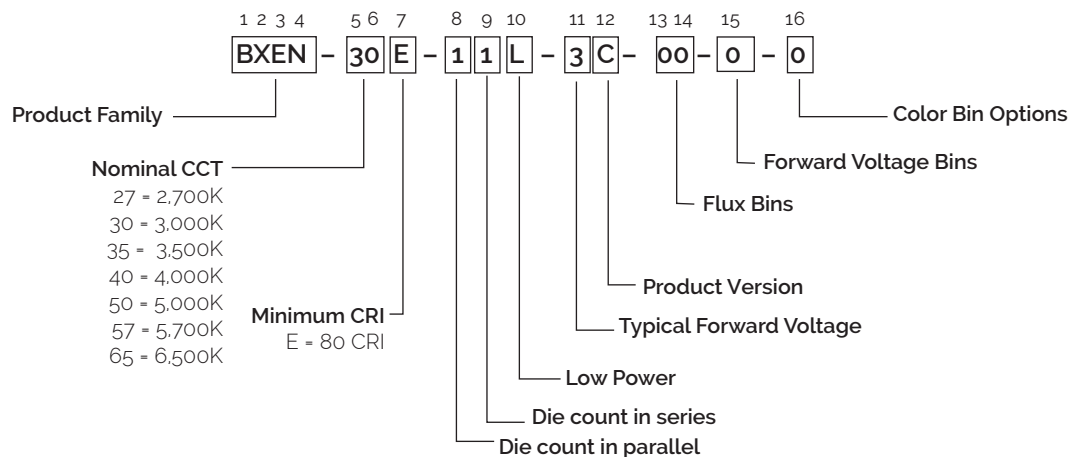 1 2 3 4 5 6 7 8 9 10 11 12 13 14 15 16
BXEN – 30 E – 1 1 L – 3 C – 00 – 0 – 0
Product Family
Color Bin Options
Nominal CCT
27 = 2,700K
30 = 3,000K
35 = 3,500K
40 = 4,000K
50 = 5,000K
57 = 5,700K
65 = 6,500K
Forward Voltage Bins
Flux Bins
Minimum CRI
E = 80 CRI
Product Version
Typical Forward Voltage
Low Power
Die count in series
Die count in parallel